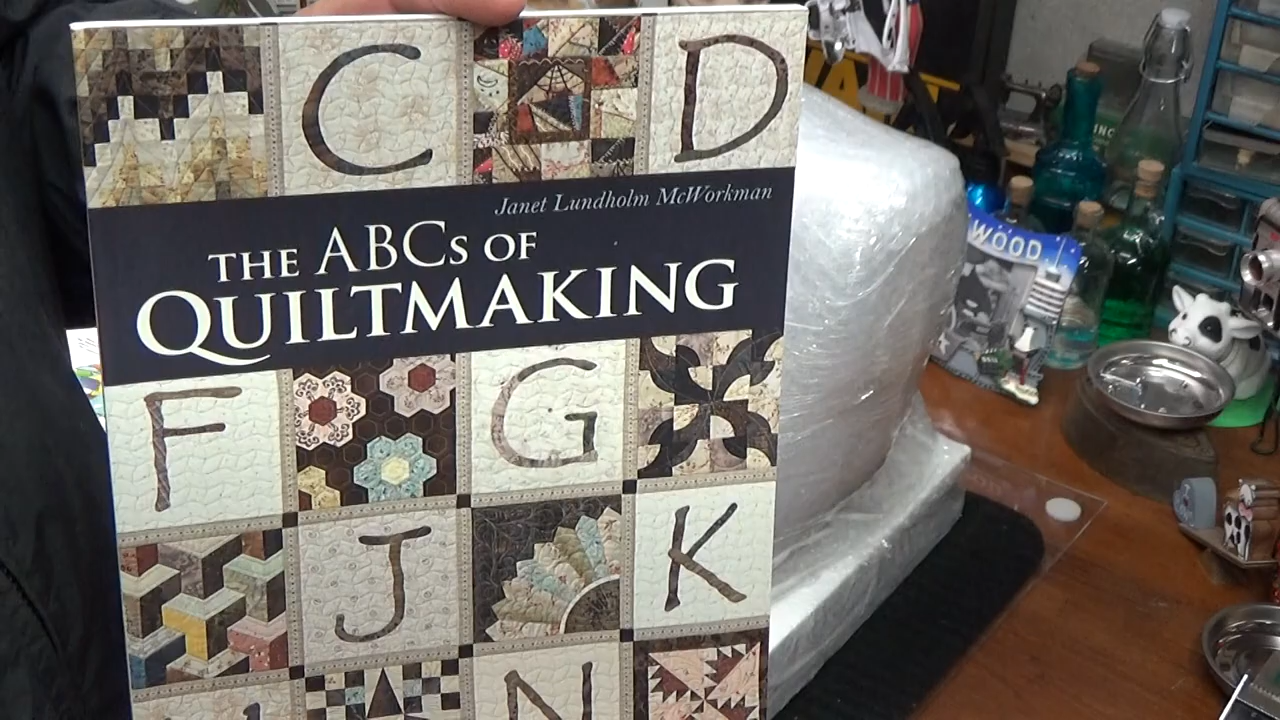 C D
Janet Lundholm McWorkman
THE ABCs OF
QUILTMAKING
F G
J K
N
WOOD